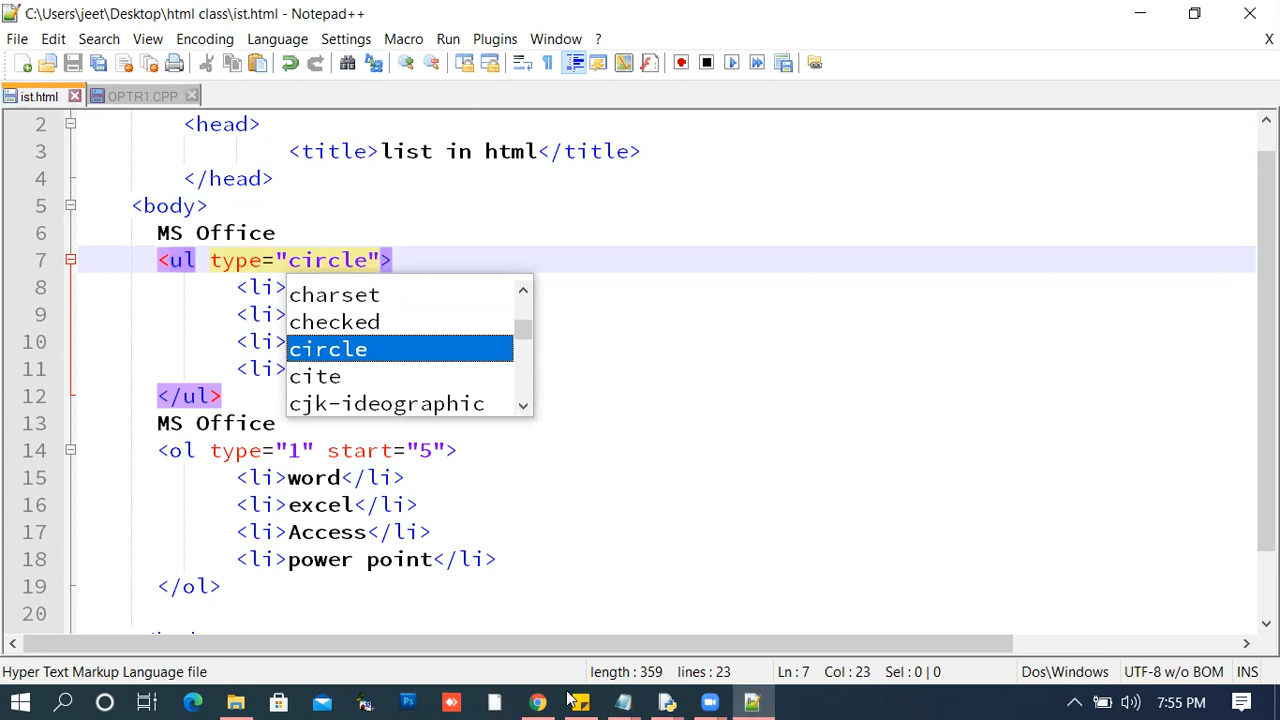 C:\Users\jeet\Desktop\html class\ist.html - Notepad++
File Edit Search View Encoding Language Settings Macro Run Plugins Window ? X
ist.html OPTR1.CPP
2 <head>
3 <title>list in html</title>
4 </head>
5 <body>
6 MS Office
7 <ul type="circle">
8 <li>
charset
9 <li>
checked
10 <li>
circle
11 <li>
cite
12 </ul>
cjk-ideographic
13 MS Office
14 <ol type="1" start="5">
15 <li>word</li>
16 <li>excel</li>
17 <li>Access</li>
18 <li>power point</li>
19 </ol>
20
Hyper Text Markup Language file length : 359 lines : 23 Ln : 7 Col : 23 Sel : 0 | 0 Dos\Windows UTF-8 w/o BOM INS
7:55 PM